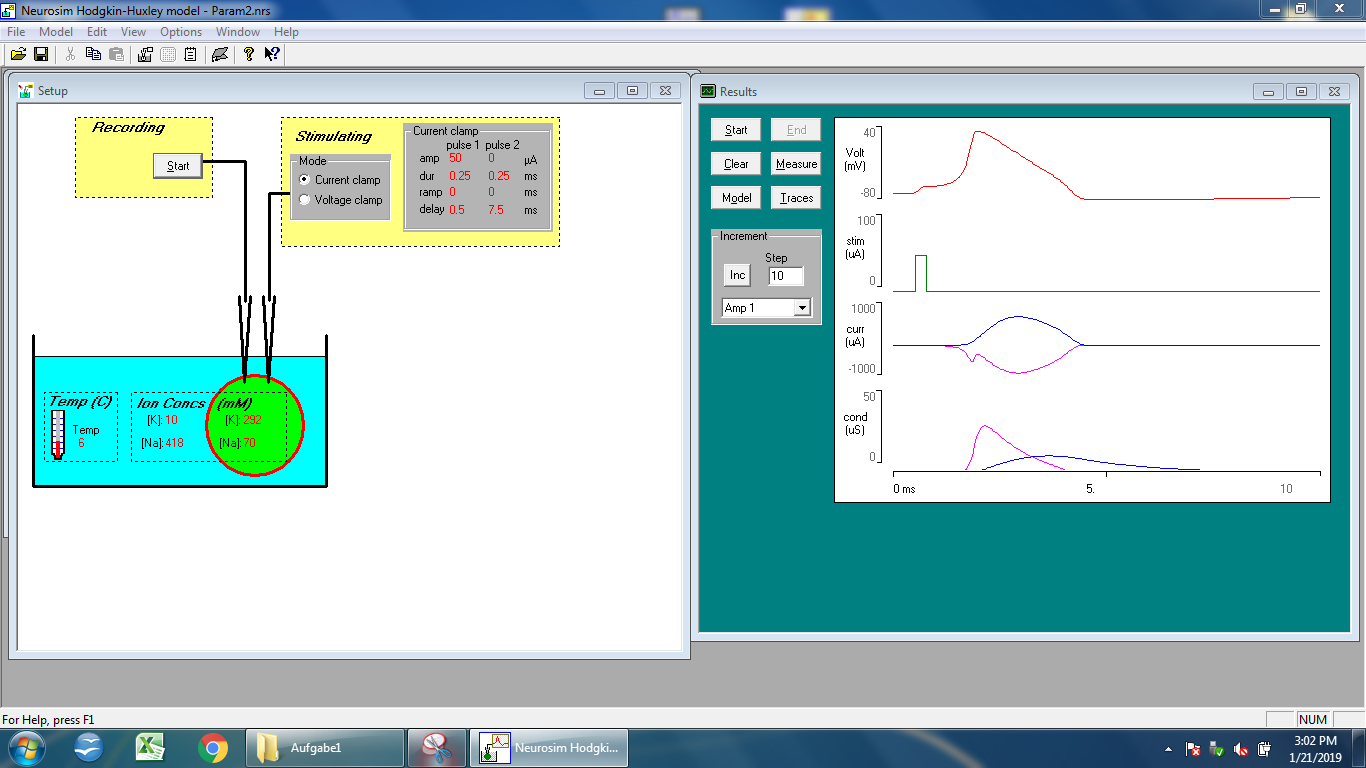 Neurosim Hodgkin-Huxley model - Param2.nrs
File Model Edit View Options Window Help
Setup
Recording
Start
Stimulating
Mode
Current clamp
Voltage clamp
Current clamp
pulse 1 pulse 2
amp 50 0 µA
dur 0.25 0.25 ms
ramp 0 0 ms
delay 0.5 7.5 ms
Temp (C)
Temp
6
Ion Concs (mM)
[K]: 10 [K]: 292
[Na]: 418 [Na]: 70
Results
Start End
Clear Measure
Model Traces
Increment
Step
Inc 10
Amp 1
40
Volt
(mV)
-80
100
stim
(uA)
0
1000
curr
(uA)
-1000
50
cond
(uS)
0
0 ms 5. 10
For Help, press F1
NUM
Aufgabe1
Neurosim Hodgki...
3:02 PM
1/21/2019